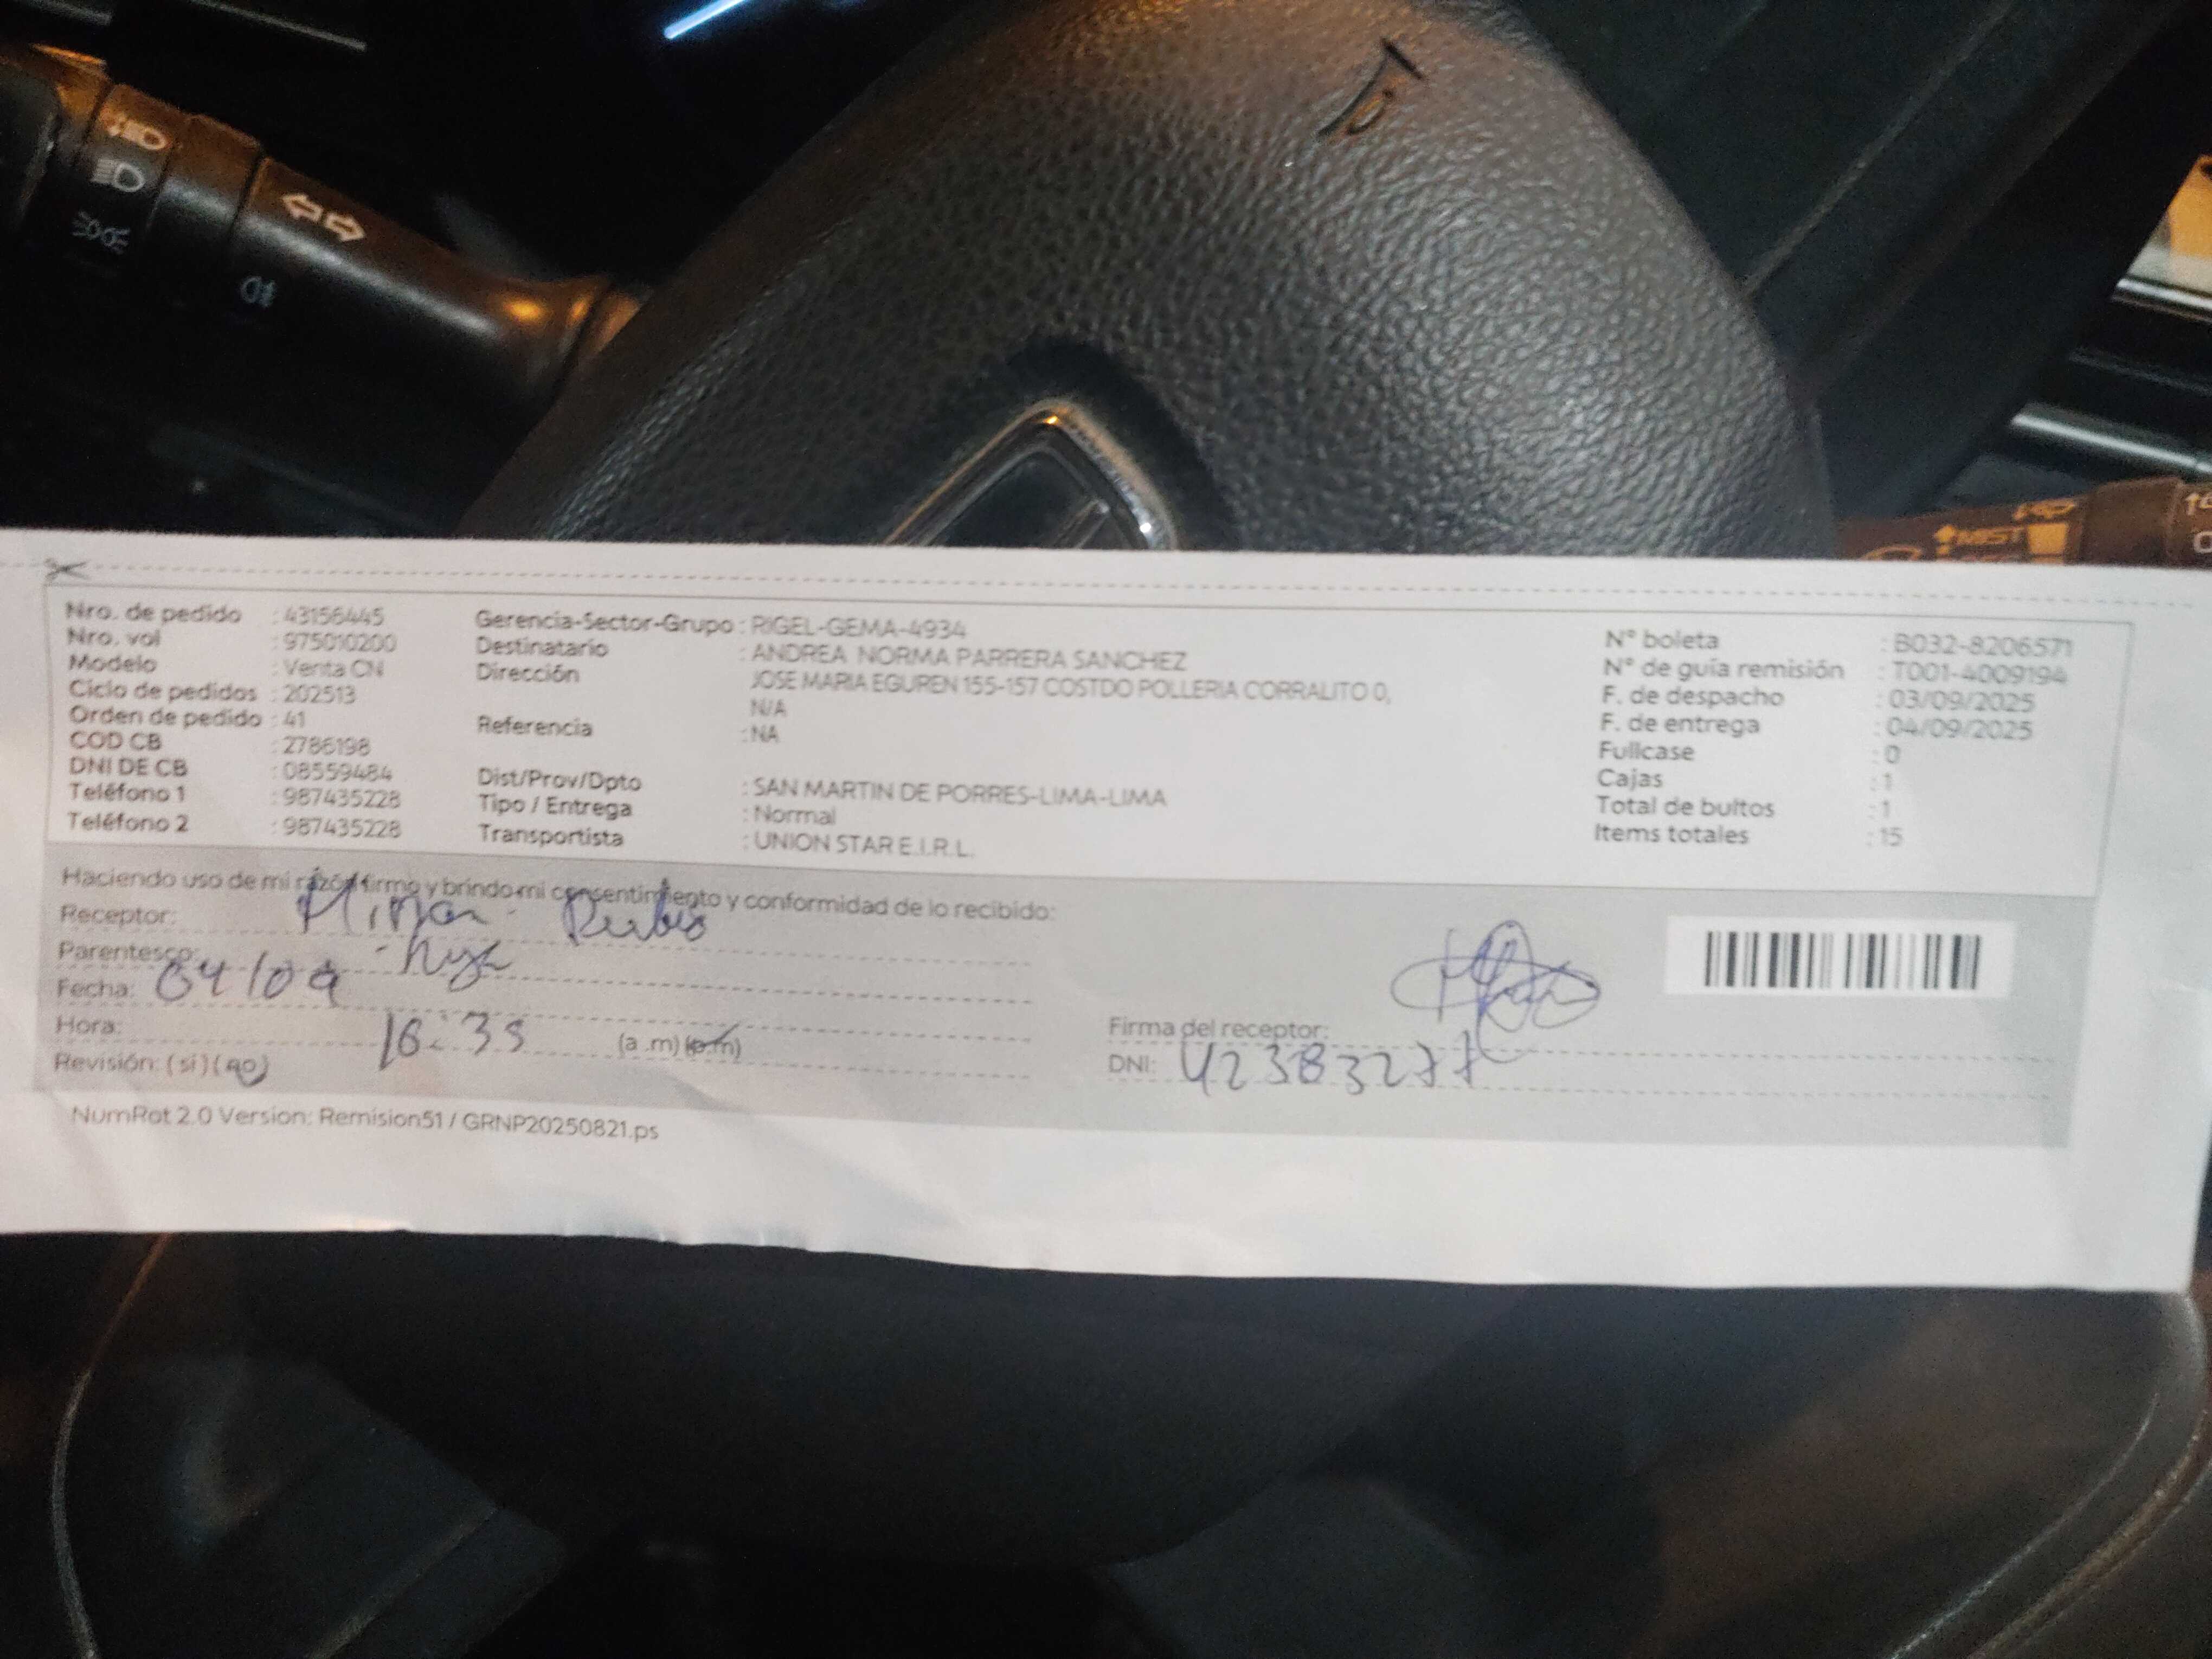 MIST
Nro. de pedido : 43156445
Nro. vol : 975010200
Modelo : Venta CN
Ciclo de pedidos : 202513
Orden de pedido : 41
COD CB : 2786198
DNI DE CB : 08559484
Teléfono 1 : 987435228
Teléfono 2 : 987435228
Gerencia-Sector-Grupo : RIGEL-GEMA-4934
Destinatario : ANDREA NORMA PARRERA SANCHEZ
Dirección JOSE MARIA EGUREN 155-157 COSTDO POLLERIA CORRALITO 0,
N/A
Referencia : NA
Dist/Prov/Dpto : SAN MARTIN DE PORRES-LIMA-LIMA
Tipo / Entrega : Normal
Transportista : UNION STAR E.I.R.L.
N° boleta : B032-8206571
N° de guía remisión : T001-4009194
F. de despacho : 03/09/2025
F. de entrega : 04/09/2025
Fullcase : 0
Cajas : 1
Total de bultos : 1
Items totales : 15
Haciendo uso de mi razón firmo y brindo mi consentimiento y conformidad de lo recibido:
Receptor:
Parentesco:
Fecha: 04/09
Hora: 16:35 (a.m) (p.m)
Revisión: (si) (no)
Firma del receptor:
DNI: 42383277
NumRot 2.0 Version: Remision51 / GRNP20250821.ps